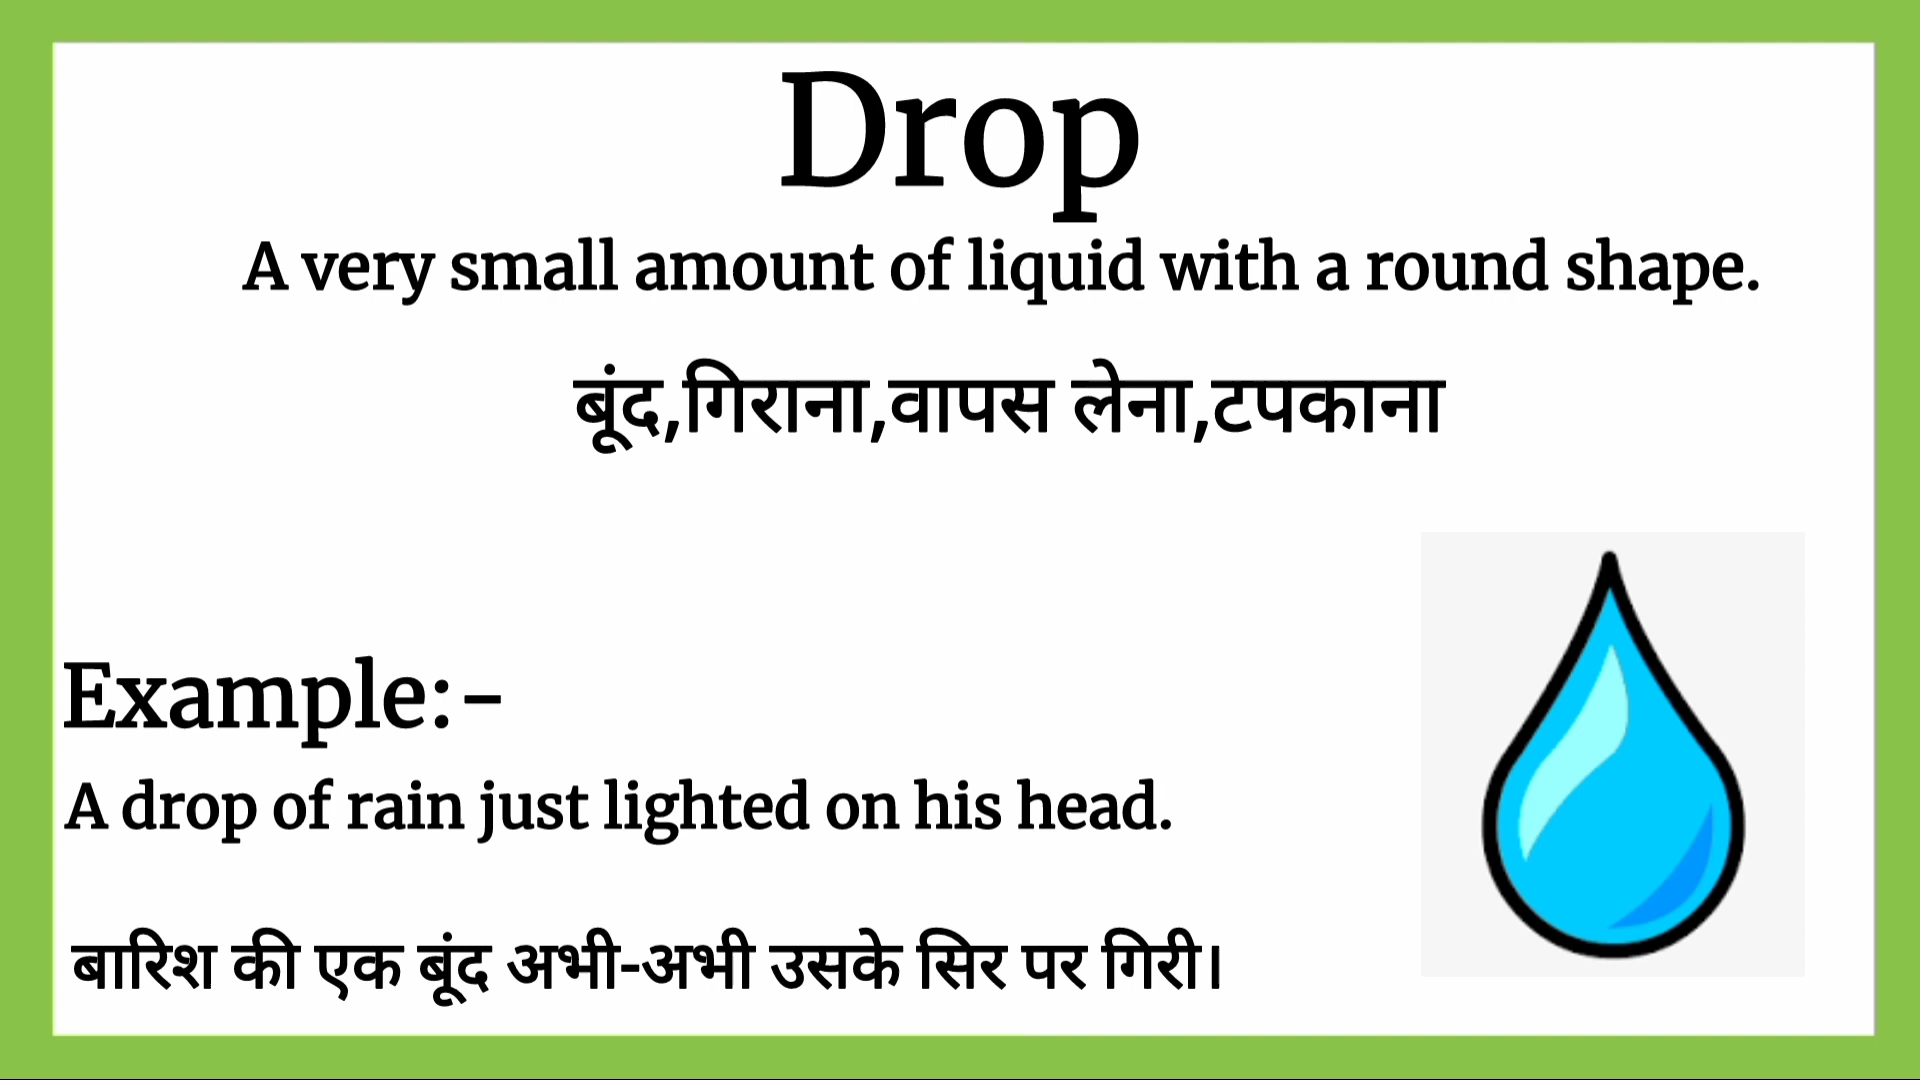 Drop
A very small amount of liquid with a round shape.
बूंद,गिराना,वापस लेना,टपकाना
Example:-
A drop of rain just lighted on his head.
बारिश की एक बूंद अभी-अभी उसके सिर पर गिरी।